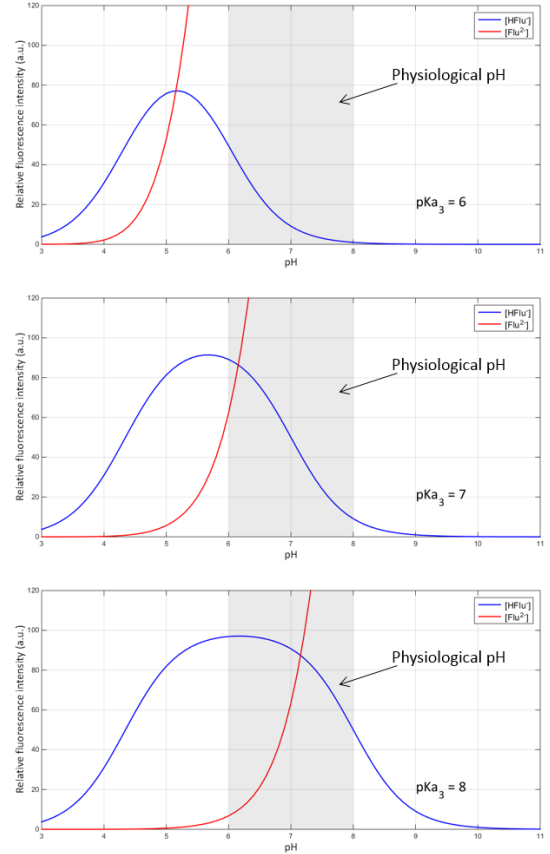 120
100
80
60
40
20
0
Relative fluorescence intensity (a.u.)
[HFlu⁻]
[Flu²⁻]
Physiological pH
pKa₃ = 6
3 4 5 6 7 8 9 10 11
pH
120
100
80
60
40
20
0
Relative fluorescence intensity (a.u.)
[HFlu⁻]
[Flu²⁻]
Physiological pH
pKa₃ = 7
3 4 5 6 7 8 9 10 11
pH
120
100
80
60
40
20
0
Relative fluorescence intensity (a.u.)
[HFlu⁻]
[Flu²⁻]
Physiological pH
pKa₃ = 8
3 4 5 6 7 8 9 10 11
pH